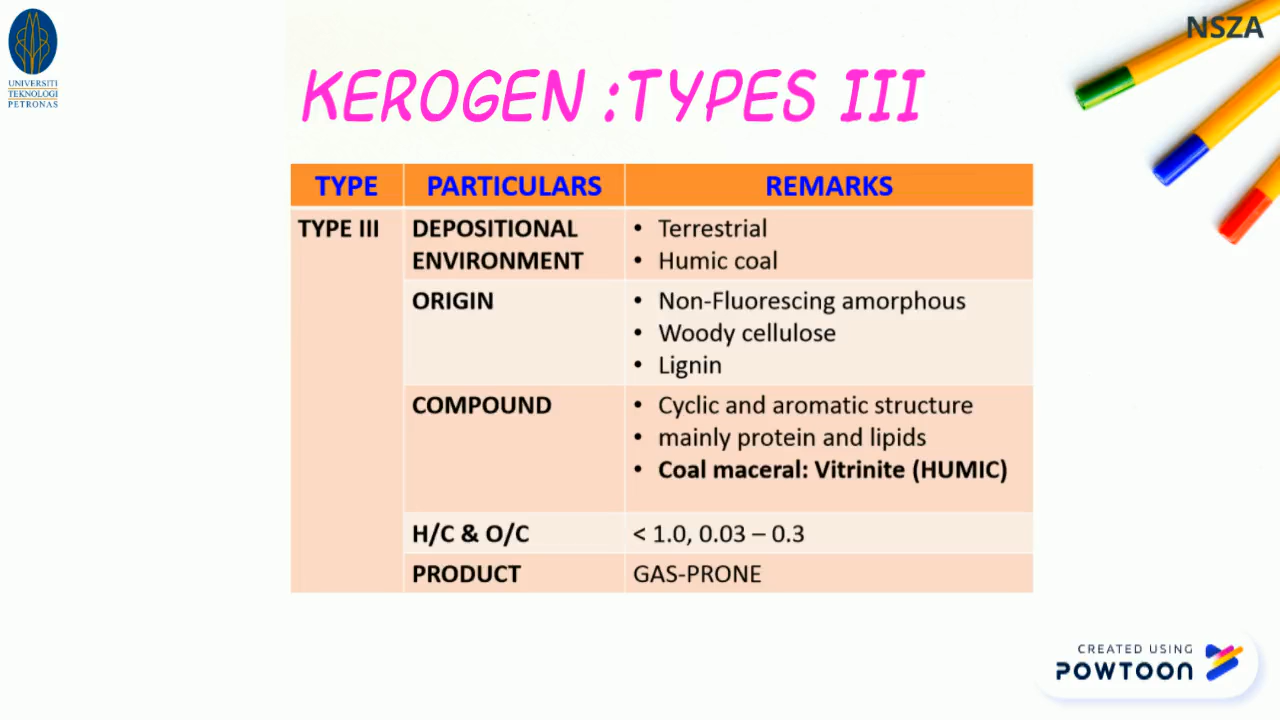 UNIVERSITI
TEKNOLOGI
PETRONAS
NSZA
KEROGEN :TYPES III
TYPE PARTICULARS REMARKS
TYPE III DEPOSITIONAL ENVIRONMENT • Terrestrial
• Humic coal
ORIGIN • Non-Fluorescing amorphous
• Woody cellulose
• Lignin
COMPOUND • Cyclic and aromatic structure
• mainly protein and lipids
• Coal maceral: Vitrinite (HUMIC)
H/C & O/C < 1.0, 0.03 – 0.3
PRODUCT GAS-PRONE
CREATED USING
POWTOON